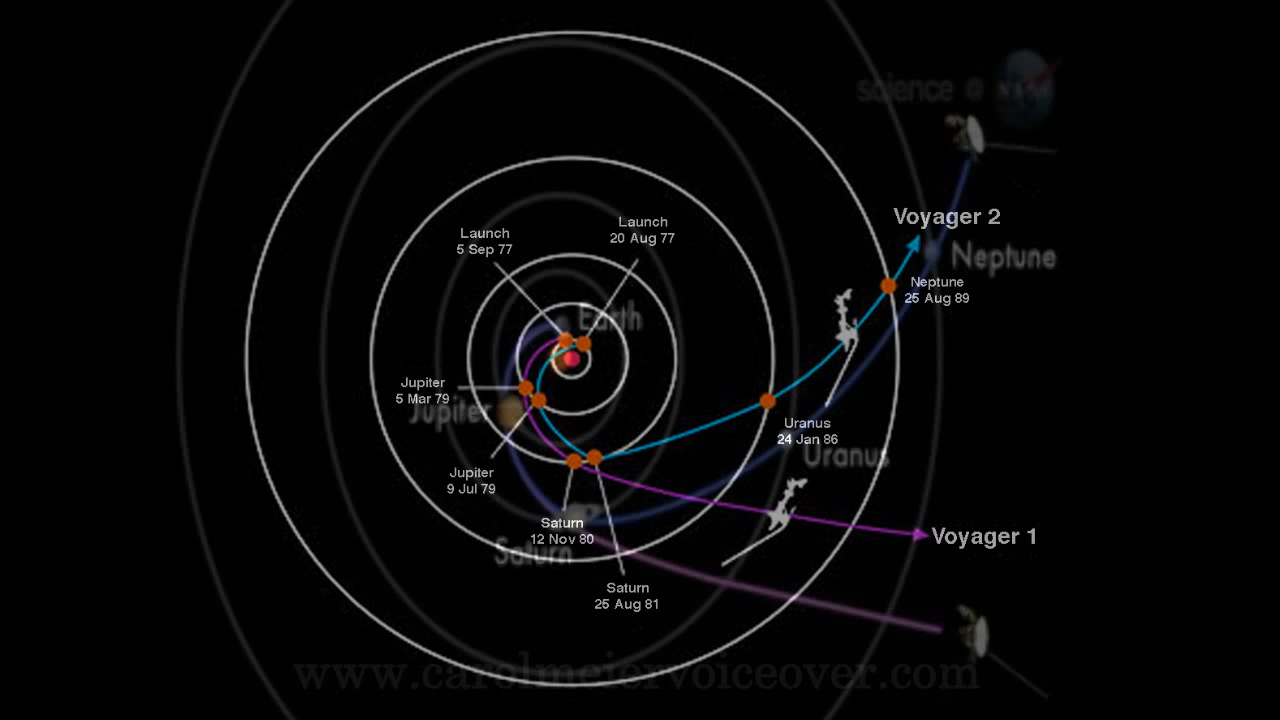 science @ NASA
Voyager 2
Launch
20 Aug 77
Launch
5 Sep 77
Neptune
Neptune
25 Aug 89
Earth
Jupiter
5 Mar 79
Jupiter
Uranus
24 Jan 86
Uranus
Jupiter
9 Jul 79
Saturn
12 Nov 80
Voyager 1
Saturn
Saturn
25 Aug 81
www.carolmeiervoiceover.com